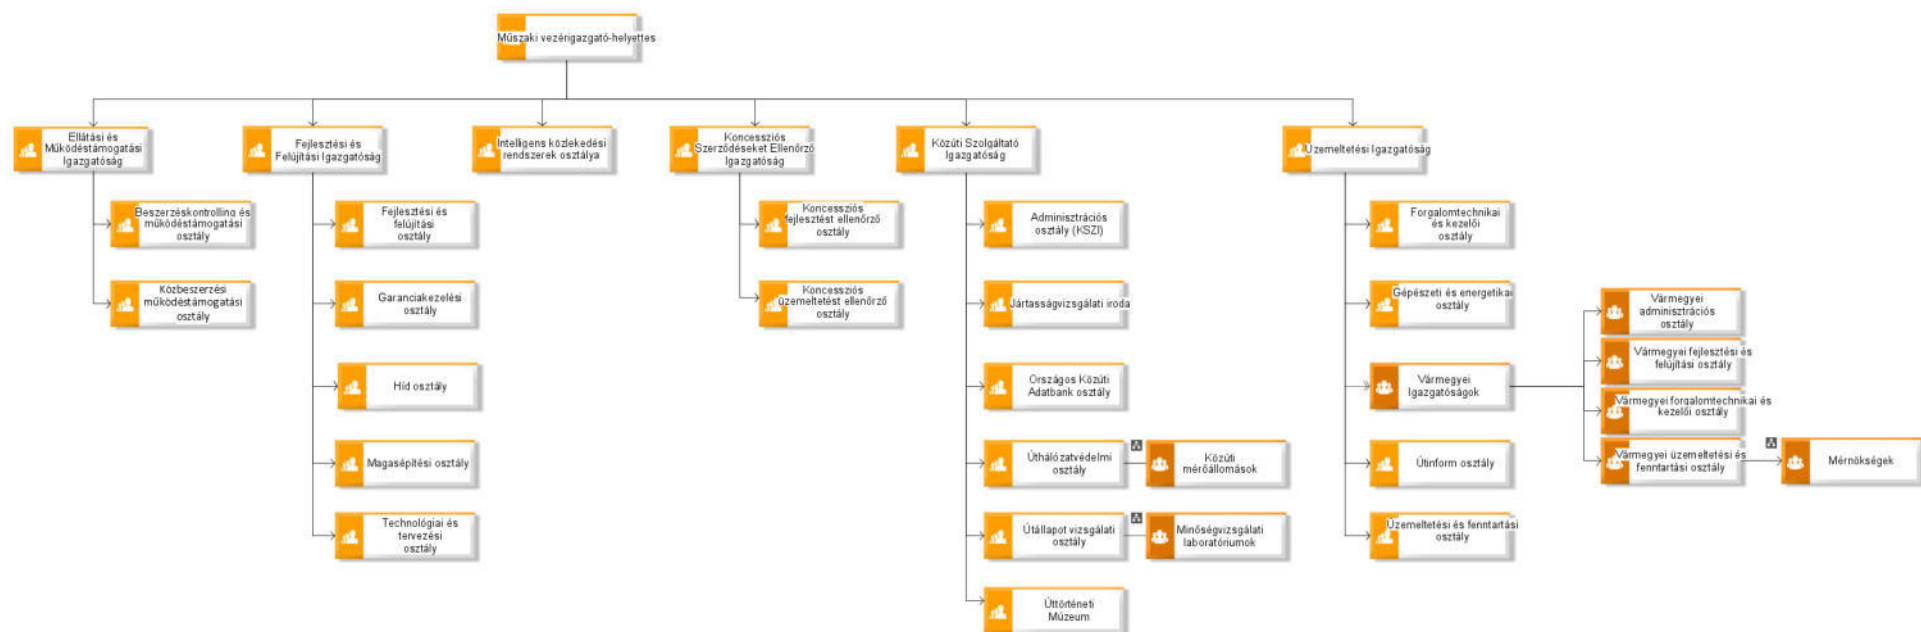 Műszaki vezérigazgató-helyettes
Ellátási és
Működéstámogatási
Igazgatóság
Beszerzéskontrolling és
működéstámogatási
osztály
Közbeszerzési
működéstámogatási
osztály
Fejlesztési és
Felújítási Igazgatóság
Fejlesztési és
felújítási
osztály
Garanciakezelési
osztály
Híd osztály
Magasépítési osztály
Technológiai és
tervezési
osztály
Intelligens közlekedési
rendszerek osztálya
Koncessziós
Szerződéseket Ellenőrző
Igazgatóság
Koncessziós
fejlesztést ellenőrző
osztály
Koncessziós
üzemeltetést ellenőrző
osztály
Közúti Szolgáltató
Igazgatóság
Adminisztrációs
osztály (KSZI)
Jártasságvizsgálati iroda
Országos Közúti
Adatbank osztály
Úthálózatvédelmi
osztály
Közúti
mérőállomások
Útállapot vizsgálati
osztály
Minőségvizsgálati
laboratóriumok
Úttörténeti
Múzeum
Üzemeltetési Igazgatóság
Forgalomtechnikai
és kezelői
osztály
Gépészeti és energetikai
osztály
Vármegyei
Igazgatóságok
Vármegyei
adminisztrációs
osztály
Vármegyei fejlesztési és
felújítási osztály
Vármegyei forgalomtechnikai és
kezelői osztály
Vármegyei üzemeltetési és
fenntartási osztály
Mérnökségek
Útinform osztály
Üzemeltetési és fenntartási
osztály